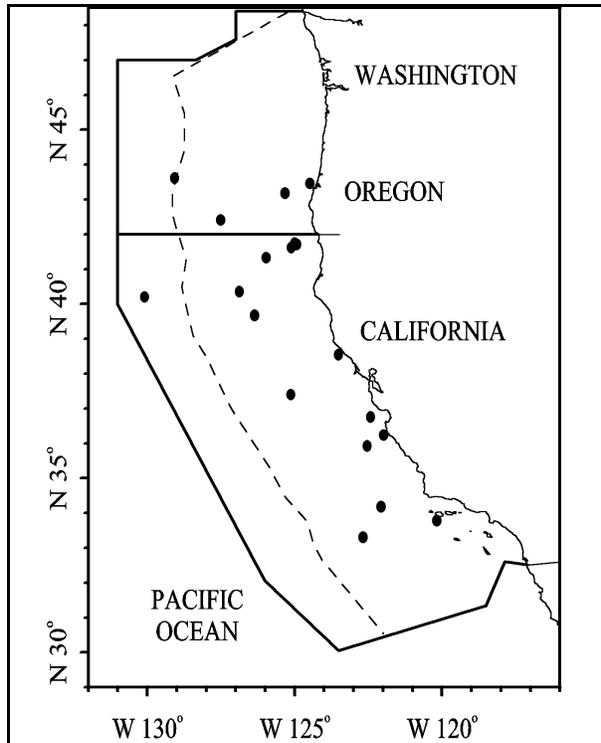 WASHINGTON
N 45°
OREGON
N 40°
CALIFORNIA
N 35°
PACIFIC
OCEAN
N 30°
W 130° W 125° W 120°